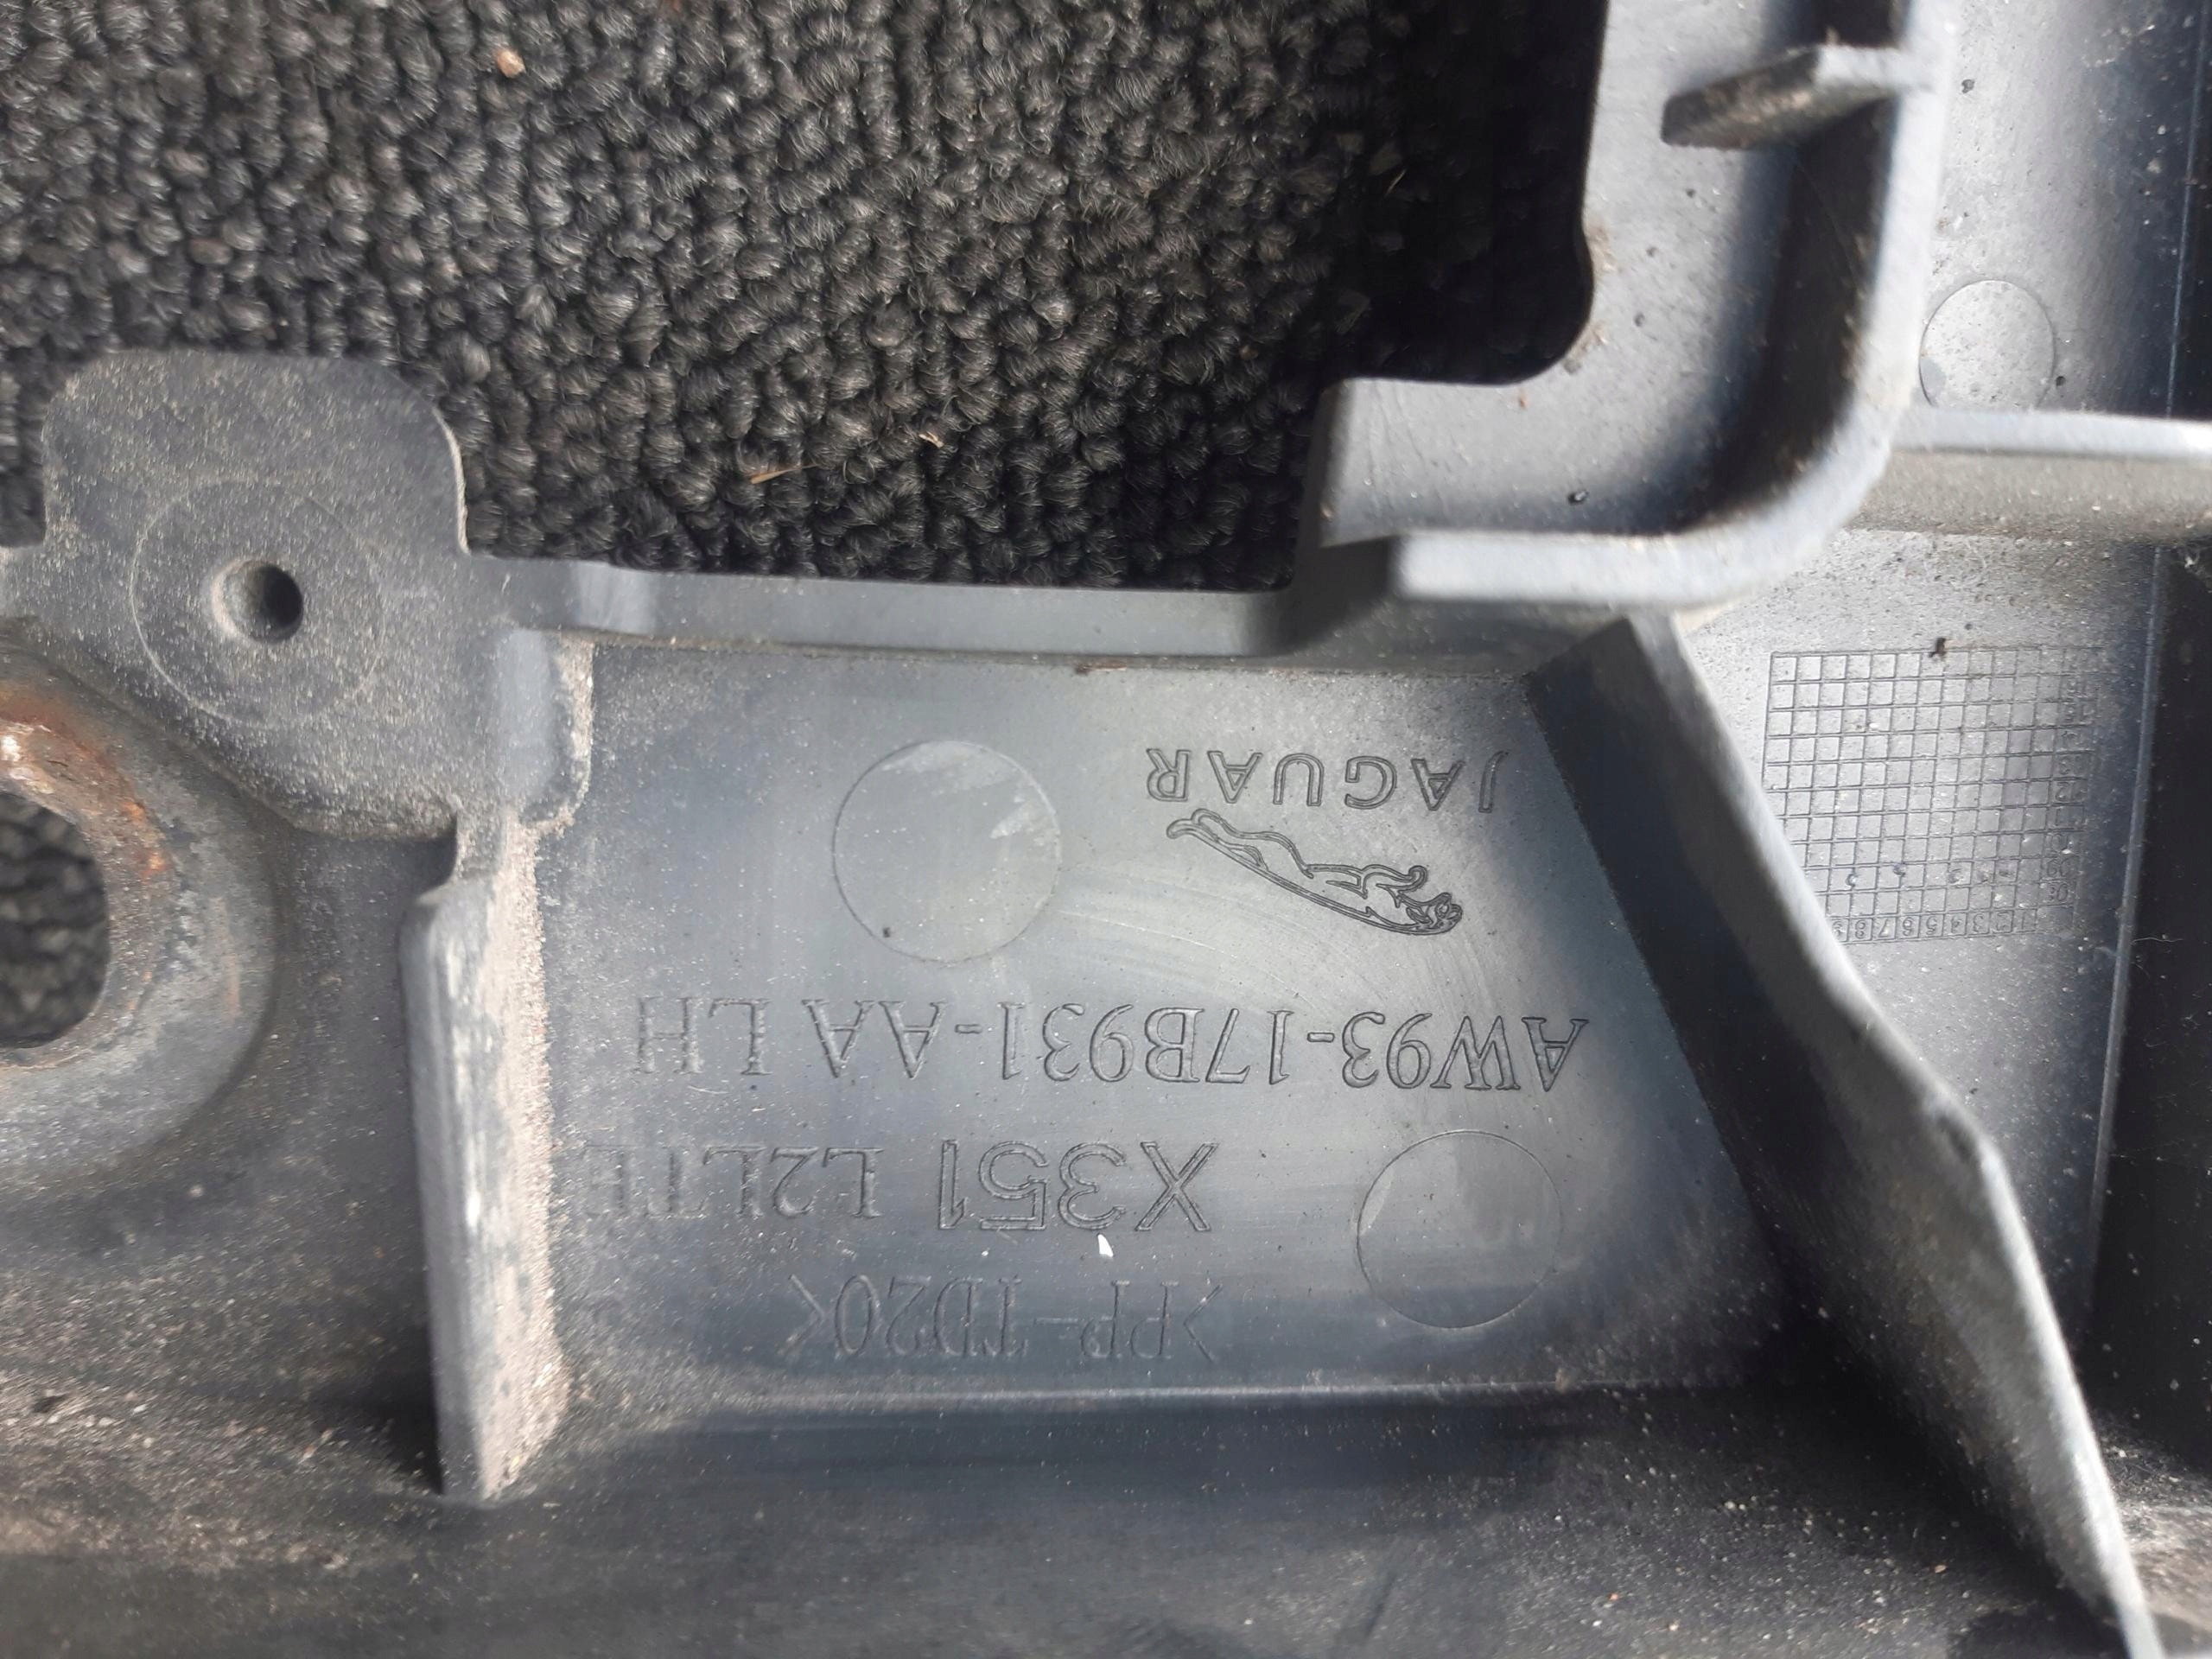 JAGUAR
AW93-17B931-AA LH
X351 L2LTE
>PP-TD20<